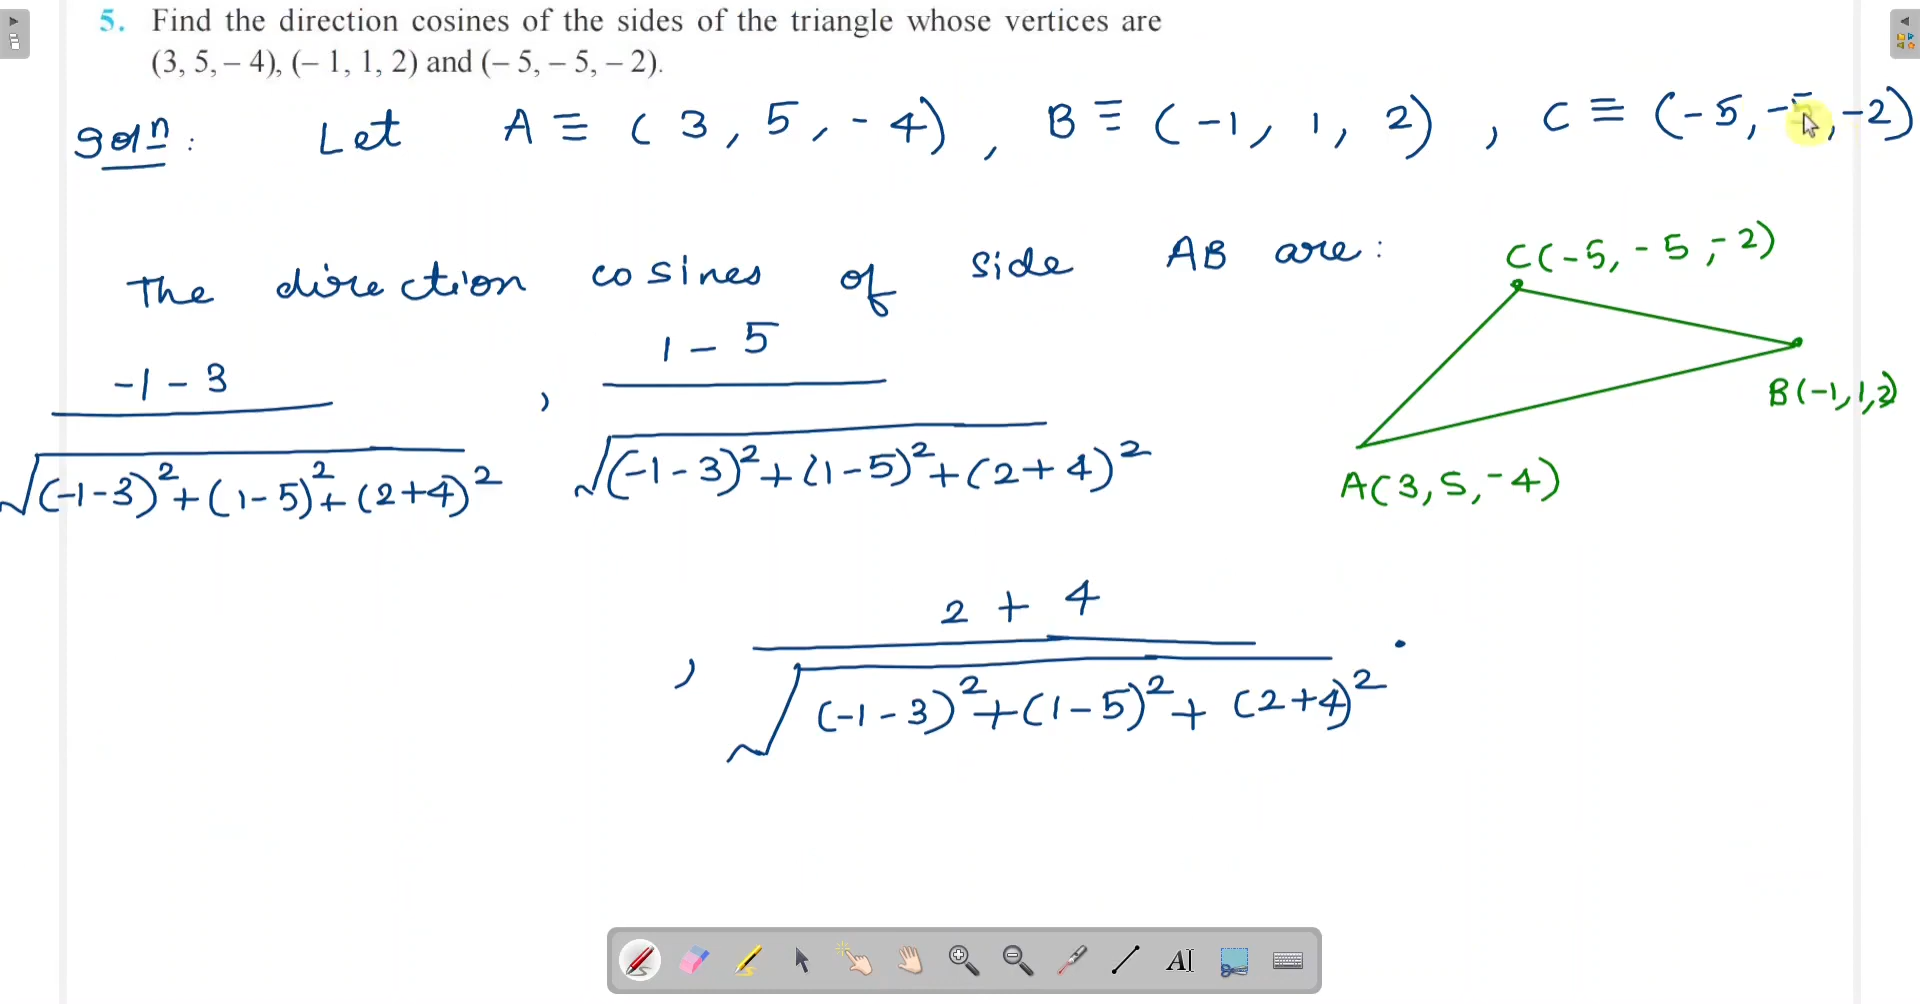 5. Find the direction cosines of the sides of the triangle whose vertices are
(3, 5, – 4), (– 1, 1, 2) and (– 5, – 5, – 2).
Soln : Let A ≡ (3, 5, -4), B ≡ (-1, 1, 2), C ≡ (-5, -5, -2)
The direction cosines of side AB are:
C(-5, -5, -2)
B(-1, 1, 2)
A(3, 5, -4)
-1 - 3 , 1 - 5
√(-1-3)²+(1-5)²+(2+4)² √(-1-3)²+(1-5)²+(2+4)²
, 2 + 4 .
√(-1-3)²+(1-5)²+(2+4)²